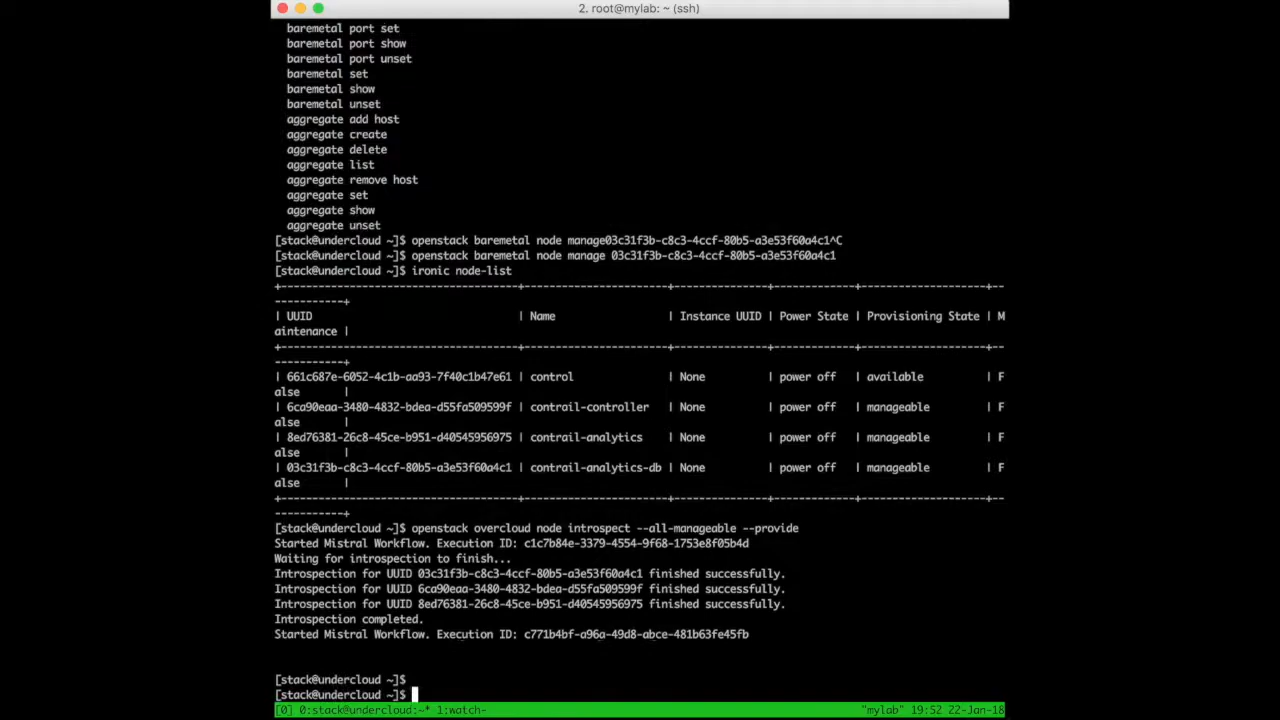 2. root@mylab: ~ (ssh)
baremetal port set
baremetal port show
baremetal port unset
baremetal set
baremetal show
baremetal unset
aggregate add host
aggregate create
aggregate delete
aggregate list
aggregate remove host
aggregate set
aggregate show
aggregate unset
[stack@undercloud ~]$ openstack baremetal node manage03c31f3b-c8c3-4ccf-80b5-a3e53f60a4c1^C
[stack@undercloud ~]$ openstack baremetal node manage 03c31f3b-c8c3-4ccf-80b5-a3e53f60a4c1
[stack@undercloud ~]$ ironic node-list
+--------------------------------------+-----------------------+---------------+-------------+--------------------+--
-----------+
| UUID                                 | Name                  | Instance UUID | Power State | Provisioning State | M
aintenance |
+--------------------------------------+-----------------------+---------------+-------------+--------------------+--
-----------+
| 661c687e-6052-4c1b-aa93-7f40c1b47e61 | control               | None          | power off   | available          | F
alse       |
| 6ca90eaa-3480-4832-bdea-d55fa509599f | contrail-controller   | None          | power off   | manageable         | F
alse       |
| 8ed76381-26c8-45ce-b951-d40545956975 | contrail-analytics    | None          | power off   | manageable         | F
alse       |
| 03c31f3b-c8c3-4ccf-80b5-a3e53f60a4c1 | contrail-analytics-db | None          | power off   | manageable         | F
alse       |
+--------------------------------------+-----------------------+---------------+-------------+--------------------+--
-----------+
[stack@undercloud ~]$ openstack overcloud node introspect --all-manageable --provide
Started Mistral Workflow. Execution ID: c1c7b84e-3379-4554-9f68-1753e8f05b4d
Waiting for introspection to finish...
Introspection for UUID 03c31f3b-c8c3-4ccf-80b5-a3e53f60a4c1 finished successfully.
Introspection for UUID 6ca90eaa-3480-4832-bdea-d55fa509599f finished successfully.
Introspection for UUID 8ed76381-26c8-45ce-b951-d40545956975 finished successfully.
Introspection completed.
Started Mistral Workflow. Execution ID: c771b4bf-a96a-49d8-abce-481b63fe45fb
[stack@undercloud ~]$
[stack@undercloud ~]$
[0] 0:stack@undercloud:~* 1:watch- "mylab" 19:52 22-Jan-18